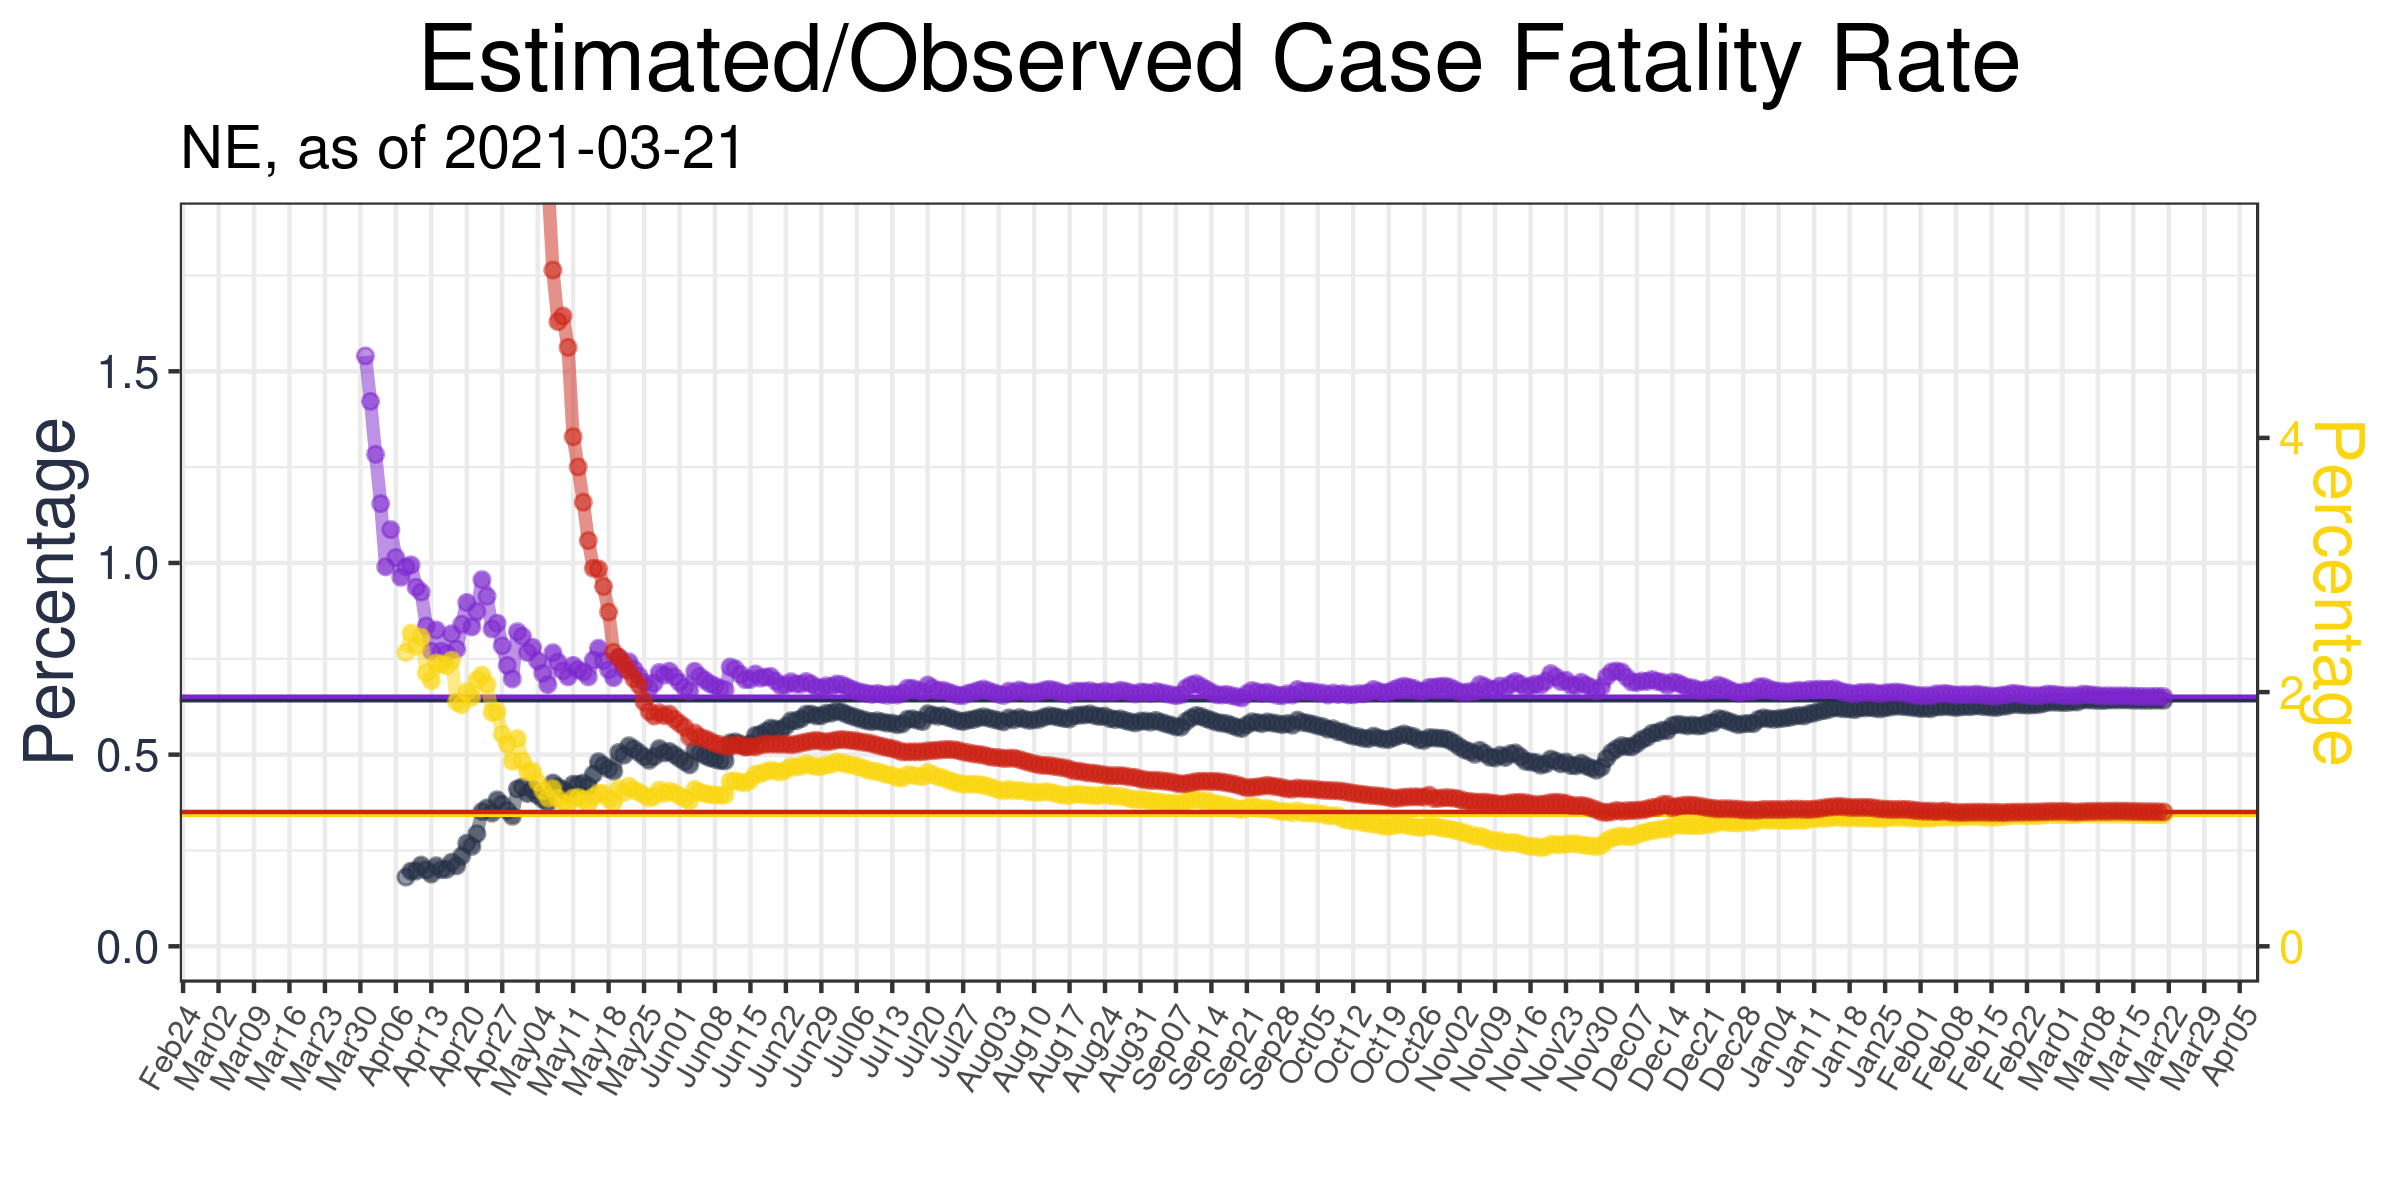 Estimated/Observed Case Fatality Rate
NE, as of 2021-03-21
Percentage
1.5
1.0
0.5
0.0
4
2
0
Percentage
Feb24
Mar02
Mar09
Mar16
Mar23
Mar30
Apr06
Apr13
Apr20
Apr27
May04
May11
May18
May25
Jun01
Jun08
Jun15
Jun22
Jun29
Jul06
Jul13
Jul20
Jul27
Aug03
Aug10
Aug17
Aug24
Aug31
Sep07
Sep14
Sep21
Sep28
Oct05
Oct12
Oct19
Oct26
Nov02
Nov09
Nov16
Nov23
Nov30
Dec07
Dec14
Dec21
Dec28
Jan04
Jan11
Jan18
Jan25
Feb01
Feb08
Feb15
Feb22
Mar01
Mar08
Mar15
Mar22
Mar29
Apr05